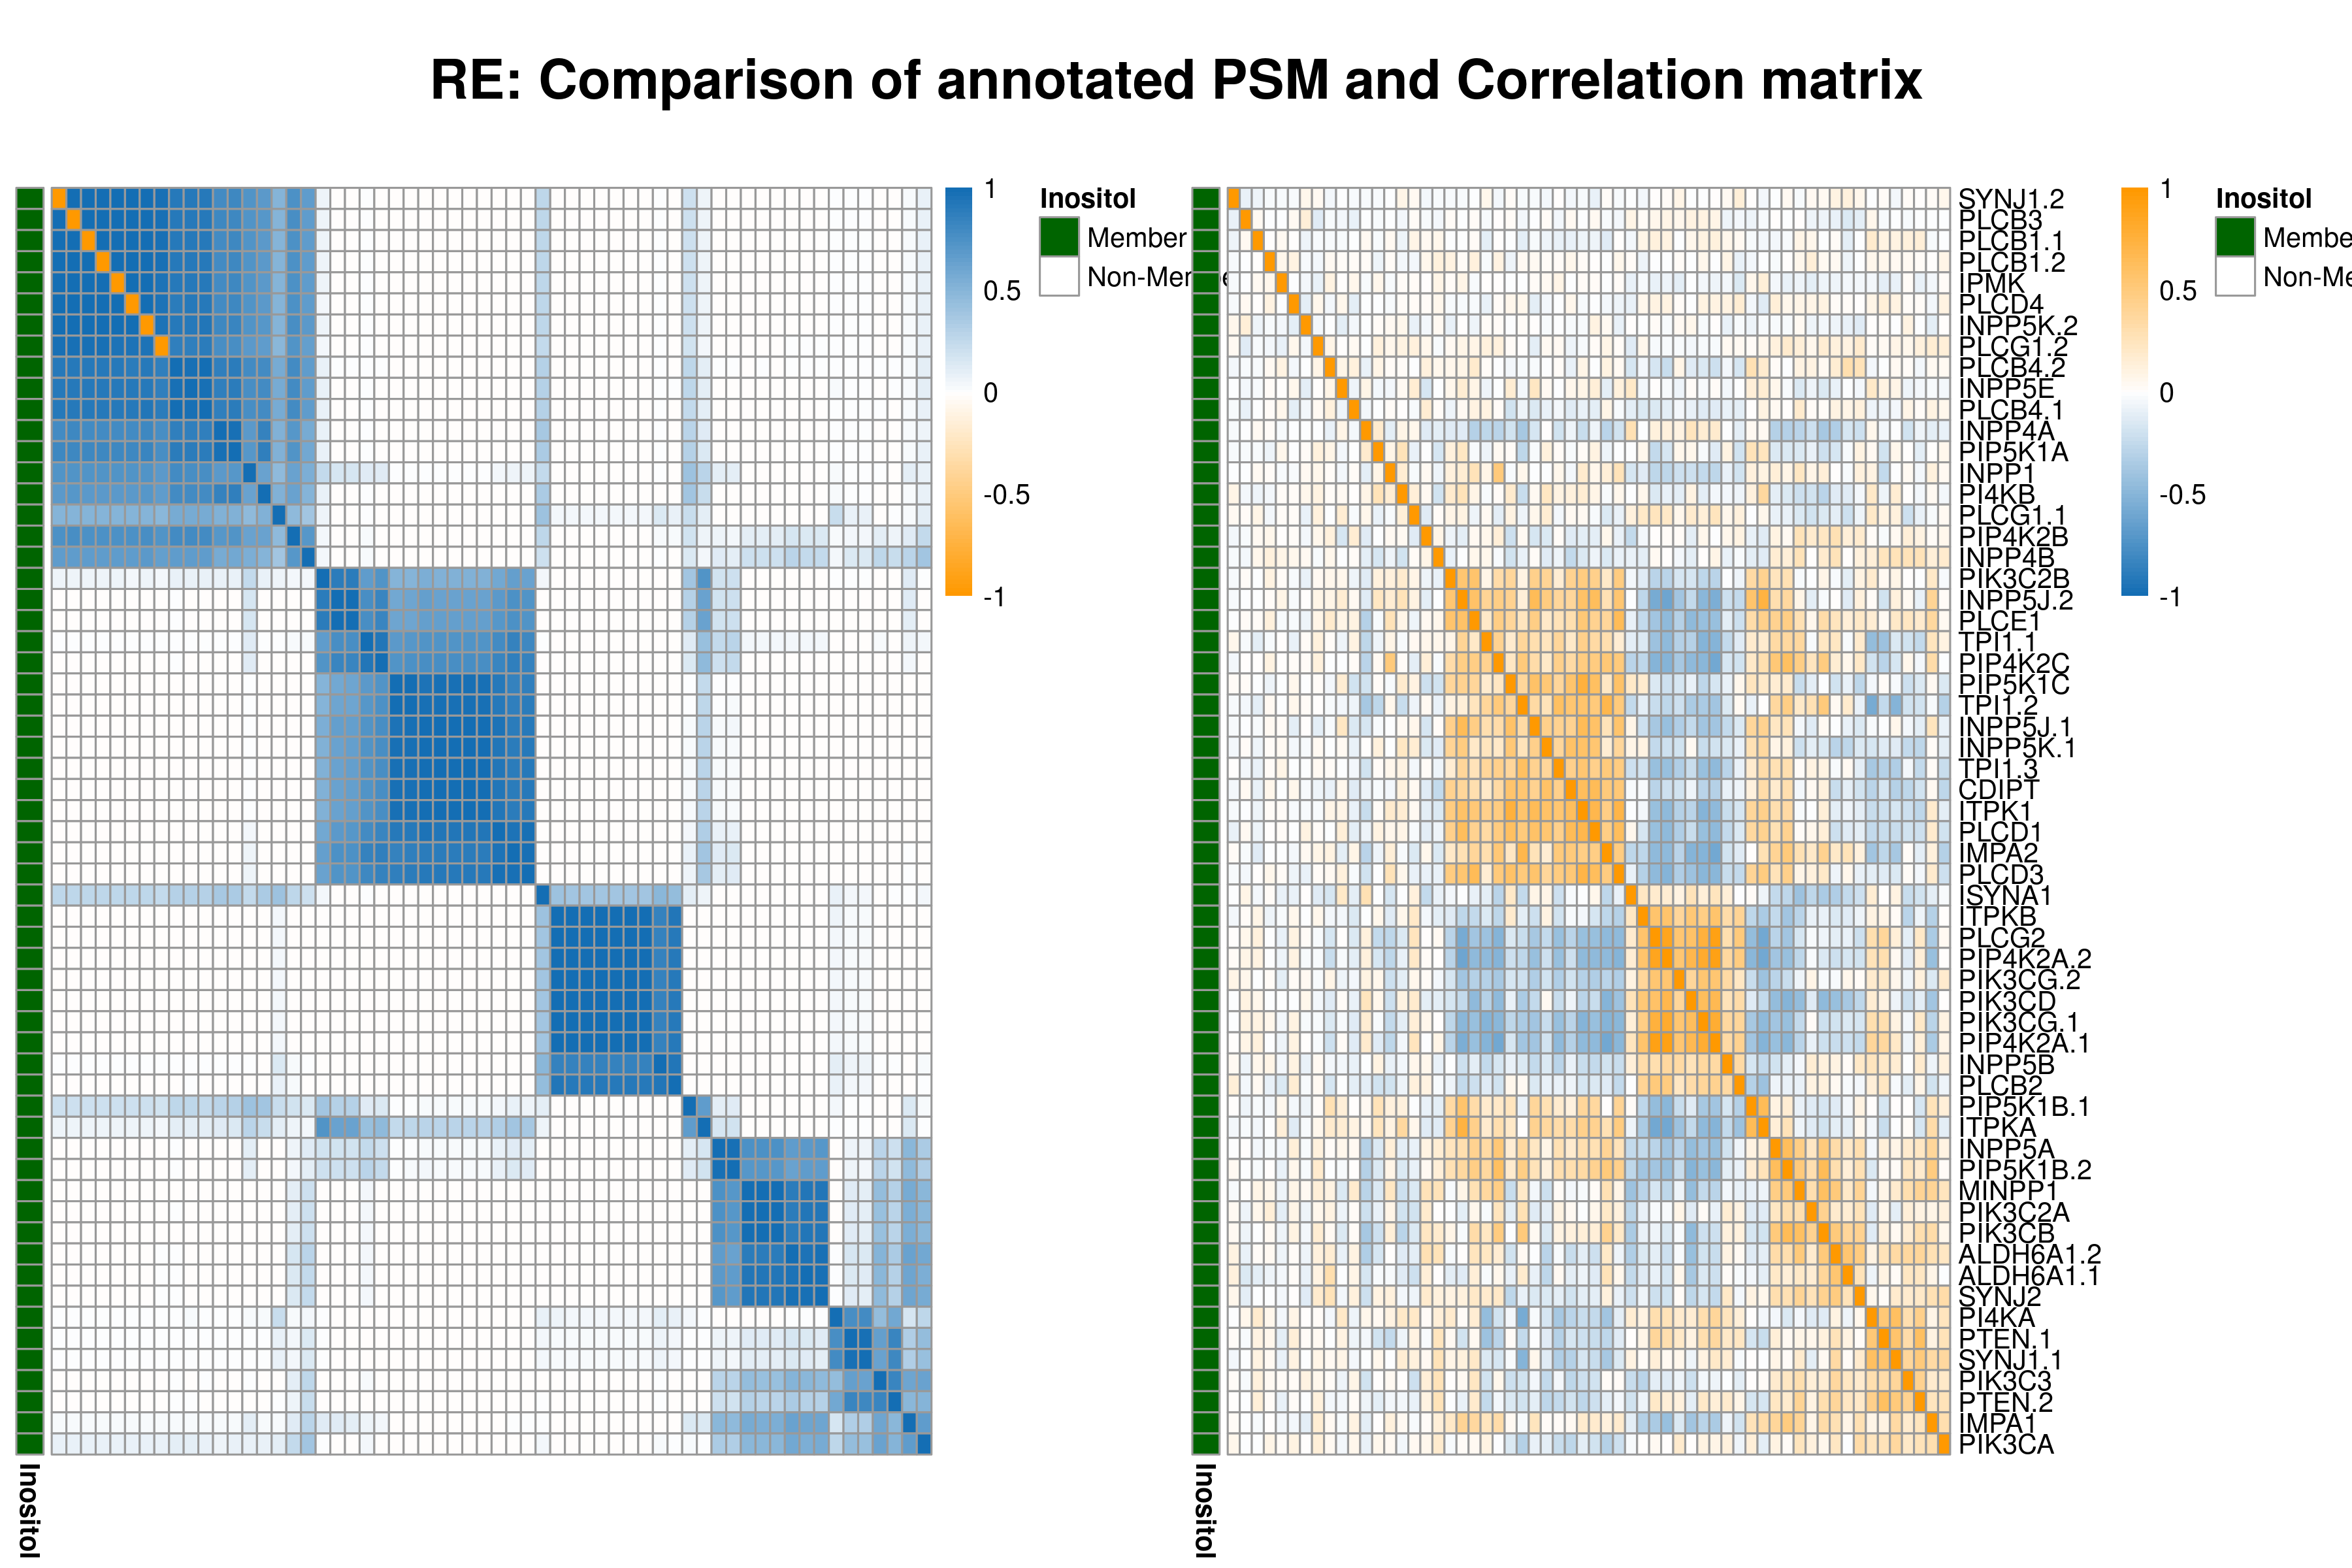 RE: Comparison of annotated PSM and Correlation matrix
1
0.5
0
-0.5
-1
Inositol
Member
Non-Mem
Inositol
SYNJ1.2
PLCB3
PLCB1.1
PLCB1.2
IPMK
PLCD4
INPP5K.2
PLCG1.2
PLCB4.2
INPP5E
PLCB4.1
INPP4A
PIP5K1A
INPP1
PI4KB
PLCG1.1
PIP4K2B
INPP4B
PIK3C2B
INPP5J.2
PLCE1
TPI1.1
PIP4K2C
PIP5K1C
TPI1.2
INPP5J.1
INPP5K.1
TPI1.3
CDIPT
ITPK1
PLCD1
IMPA2
PLCD3
ISYNA1
ITPKB
PLCG2
PIP4K2A.2
PIK3CG.2
PIK3CD
PIK3CG.1
PIP4K2A.1
INPP5B
PLCB2
PIP5K1B.1
ITPKA
INPP5A
PIP5K1B.2
MINPP1
PIK3C2A
PIK3CB
ALDH6A1.2
ALDH6A1.1
SYNJ2
PI4KA
PTEN.1
SYNJ1.1
PIK3C3
PTEN.2
IMPA1
PIK3CA
Inositol
1
0.5
0
-0.5
-1
Inositol
Membe
Non-Me